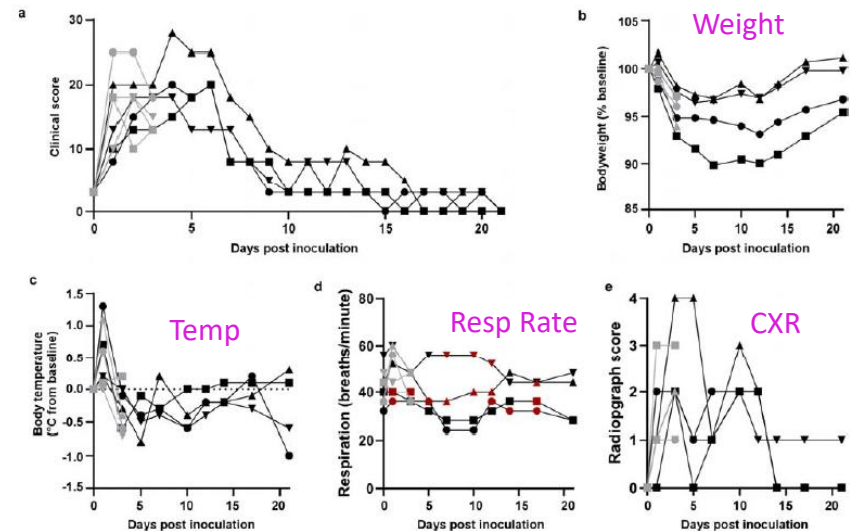 a
30
20
10
0
Clinical score
0 5 10 15 20
Days post inoculation
b
Weight
105
100
95
90
85
Bodyweight (% baseline)
0 5 10 15 20
Days post inoculation
c
Temp
1.5
1.0
0.5
0.0
-0.5
-1.0
-1.5
Body temperature
(°C from baseline)
0 5 10 15 20
Days post inoculation
d
Resp Rate
80
60
40
20
0
Respiration (breaths/minute)
0 5 10 15 20
Days post inoculation
e
CXR
4
3
2
1
0
Radiopgraph score
0 5 10 15 20
Days post inoculation